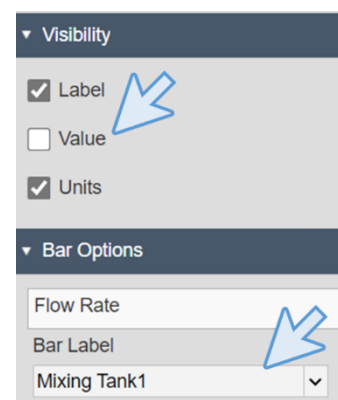 Visibility
Label
Value
Units
Bar Options
Flow Rate
Bar Label
Mixing Tank1